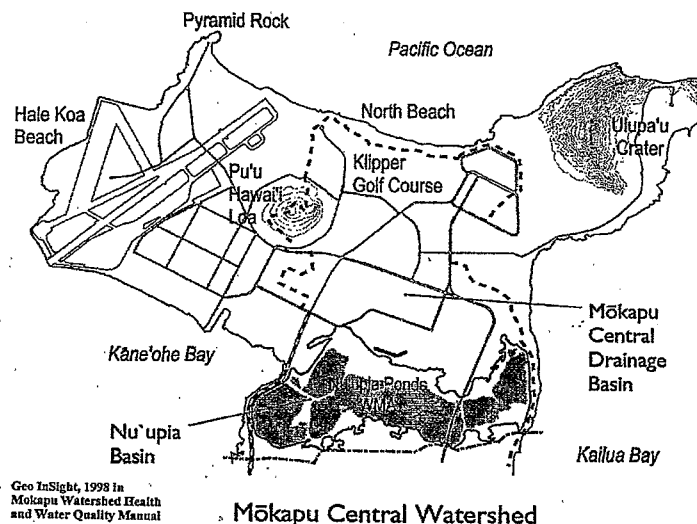 Pyramid Rock
Pacific Ocean
Hale Koa
Beach
North Beach
Ulupa'u
Crater
Pu'u
Hawai'i
Loa
Klipper
Golf Course
Mōkapu
Central
Drainage
Basin
Kāne'ohe Bay
Ponds
Nu`upia
Basin
Kailua Bay
Geo InSight, 1998 in
Mokapu Watershed Health
and Water Quality Manual
Mōkapu Central Watershed